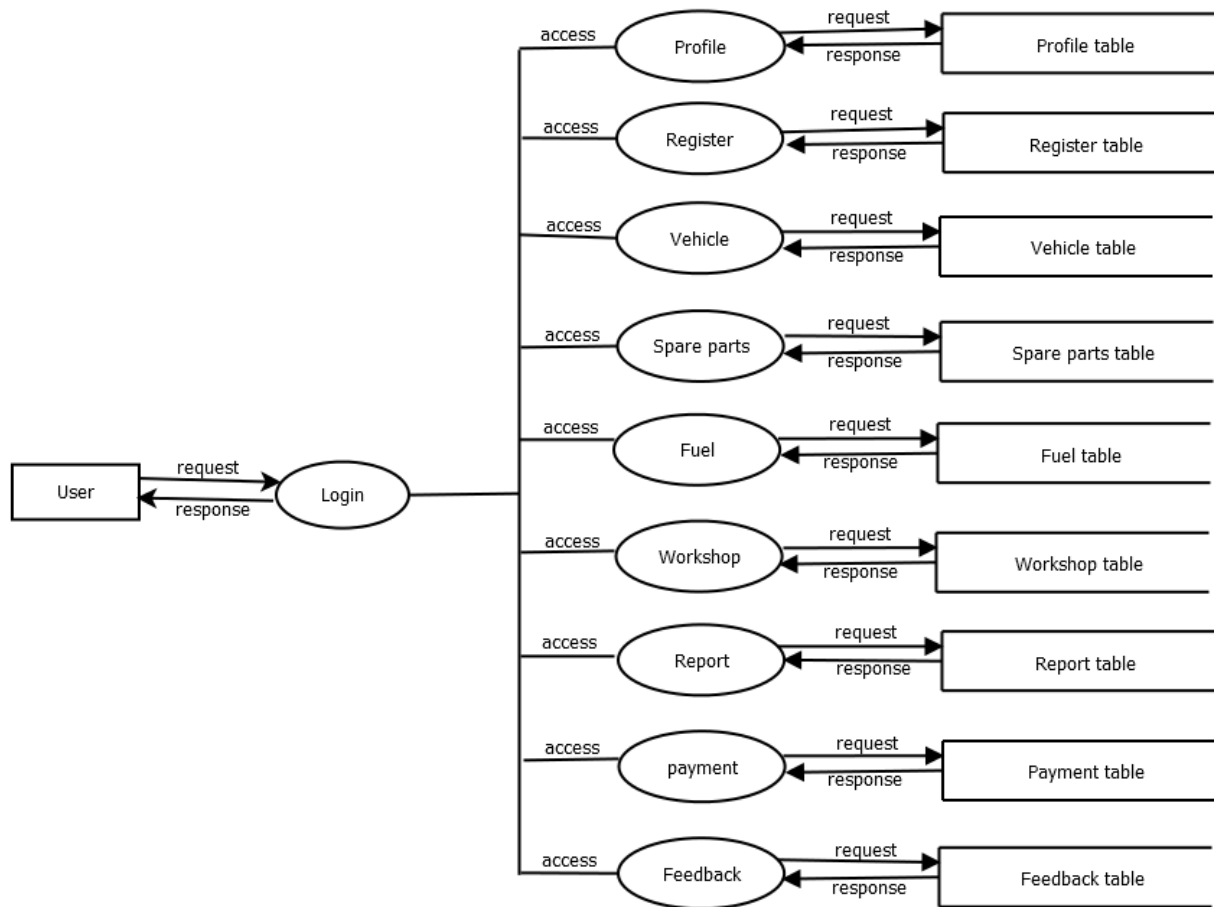 request
access
Profile
response
Profile table
request
access
Register
response
Register table
request
access
Vehicle
response
Vehicle table
request
access
Spare parts
response
Spare parts table
request
access
Fuel
response
Fuel table
User
request
response
Login
request
access
Workshop
response
Workshop table
request
access
Report
response
Report table
request
access
payment
response
Payment table
request
access
Feedback
response
Feedback table